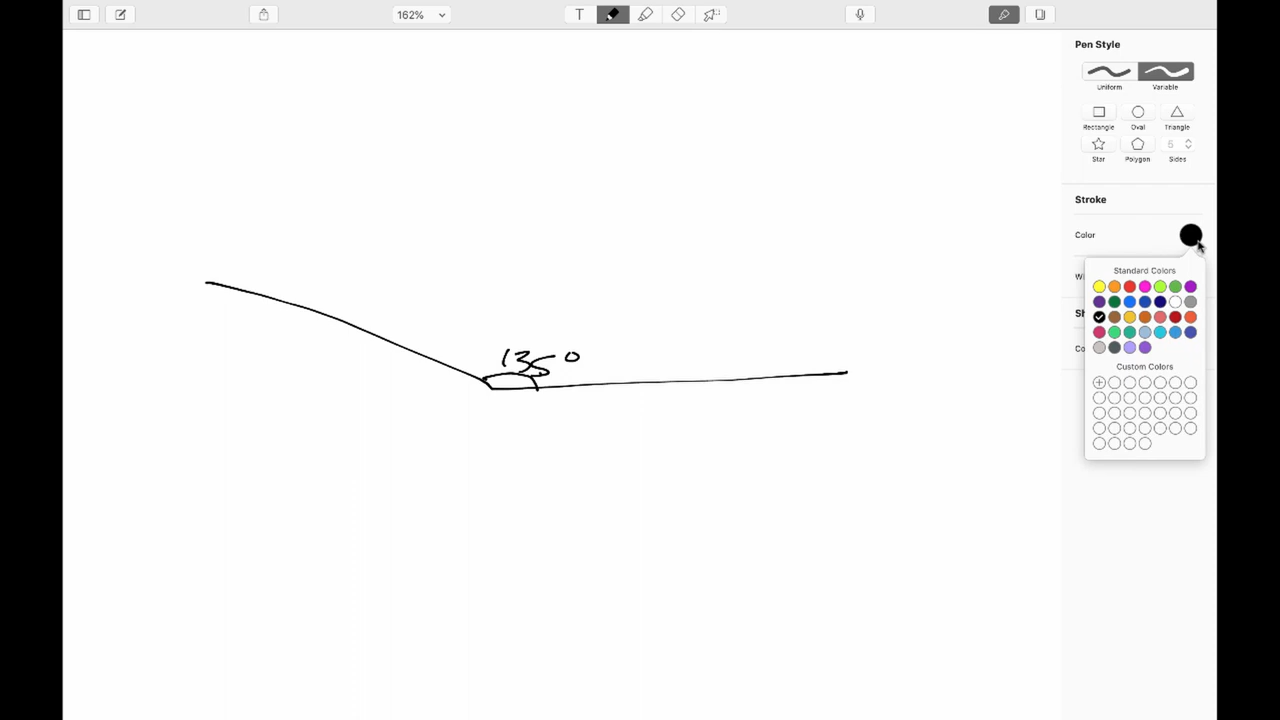 162%
T
Pen Style
Uniform
Variable
Rectangle
Oval
Triangle
6
Star
Polygon
Sides
Stroke
Color
Standard Colors
Custom Colors
135°